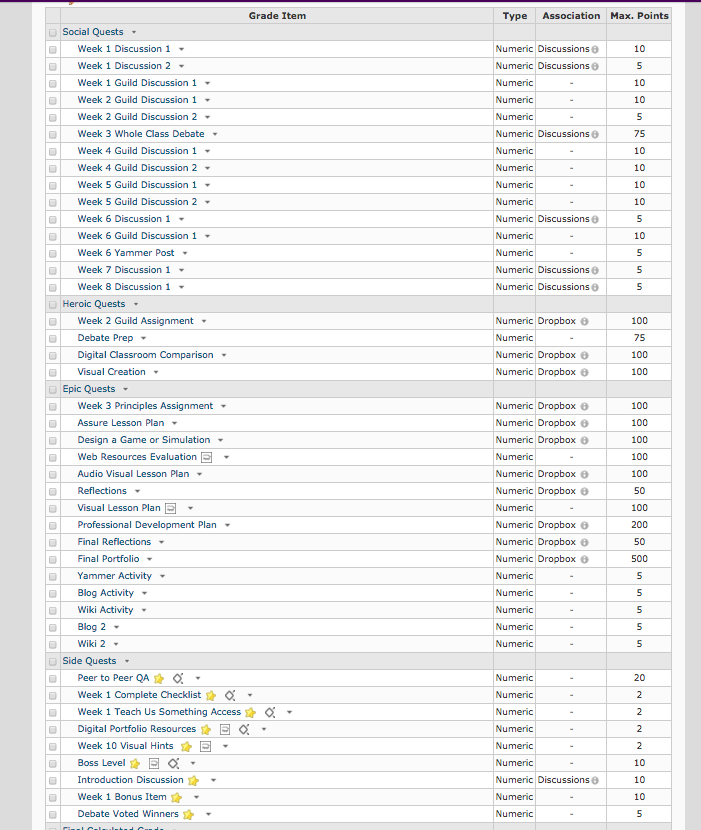 Grade Item Type Association Max. Points
Social Quests
Week 1 Discussion 1 Numeric Discussions 10
Week 1 Discussion 2 Numeric Discussions 5
Week 1 Guild Discussion 1 Numeric - 10
Week 2 Guild Discussion 1 Numeric - 10
Week 2 Guild Discussion 2 Numeric - 5
Week 3 Whole Class Debate Numeric Discussions 75
Week 4 Guild Discussion 1 Numeric - 10
Week 4 Guild Discussion 2 Numeric - 10
Week 5 Guild Discussion 1 Numeric - 10
Week 5 Guild Discussion 2 Numeric - 10
Week 6 Discussion 1 Numeric Discussions 5
Week 6 Guild Discussion 1 Numeric - 10
Week 6 Yammer Post Numeric - 5
Week 7 Discussion 1 Numeric Discussions 5
Week 8 Discussion 1 Numeric Discussions 5
Heroic Quests
Week 2 Guild Assignment Numeric Dropbox 100
Debate Prep Numeric - 75
Digital Classroom Comparison Numeric Dropbox 100
Visual Creation Numeric Dropbox 100
Epic Quests
Week 3 Principles Assignment Numeric Dropbox 100
Assure Lesson Plan Numeric Dropbox 100
Design a Game or Simulation Numeric Dropbox 100
Web Resources Evaluation Numeric - 100
Audio Visual Lesson Plan Numeric Dropbox 100
Reflections Numeric Dropbox 50
Visual Lesson Plan Numeric - 100
Professional Development Plan Numeric Dropbox 200
Final Reflections Numeric Dropbox 50
Final Portfolio Numeric Dropbox 500
Yammer Activity Numeric - 5
Blog Activity Numeric - 5
Wiki Activity Numeric - 5
Blog 2 Numeric - 5
Wiki 2 Numeric - 5
Side Quests
Peer to Peer QA Numeric - 20
Week 1 Complete Checklist Numeric - 2
Week 1 Teach Us Something Access Numeric - 2
Digital Portfolio Resources Numeric - 2
Week 10 Visual Hints Numeric - 2
Boss Level Numeric - 10
Introduction Discussion Numeric Discussions 10
Week 1 Bonus Item Numeric - 10
Debate Voted Winners Numeric - 5
Final Calculated Grade